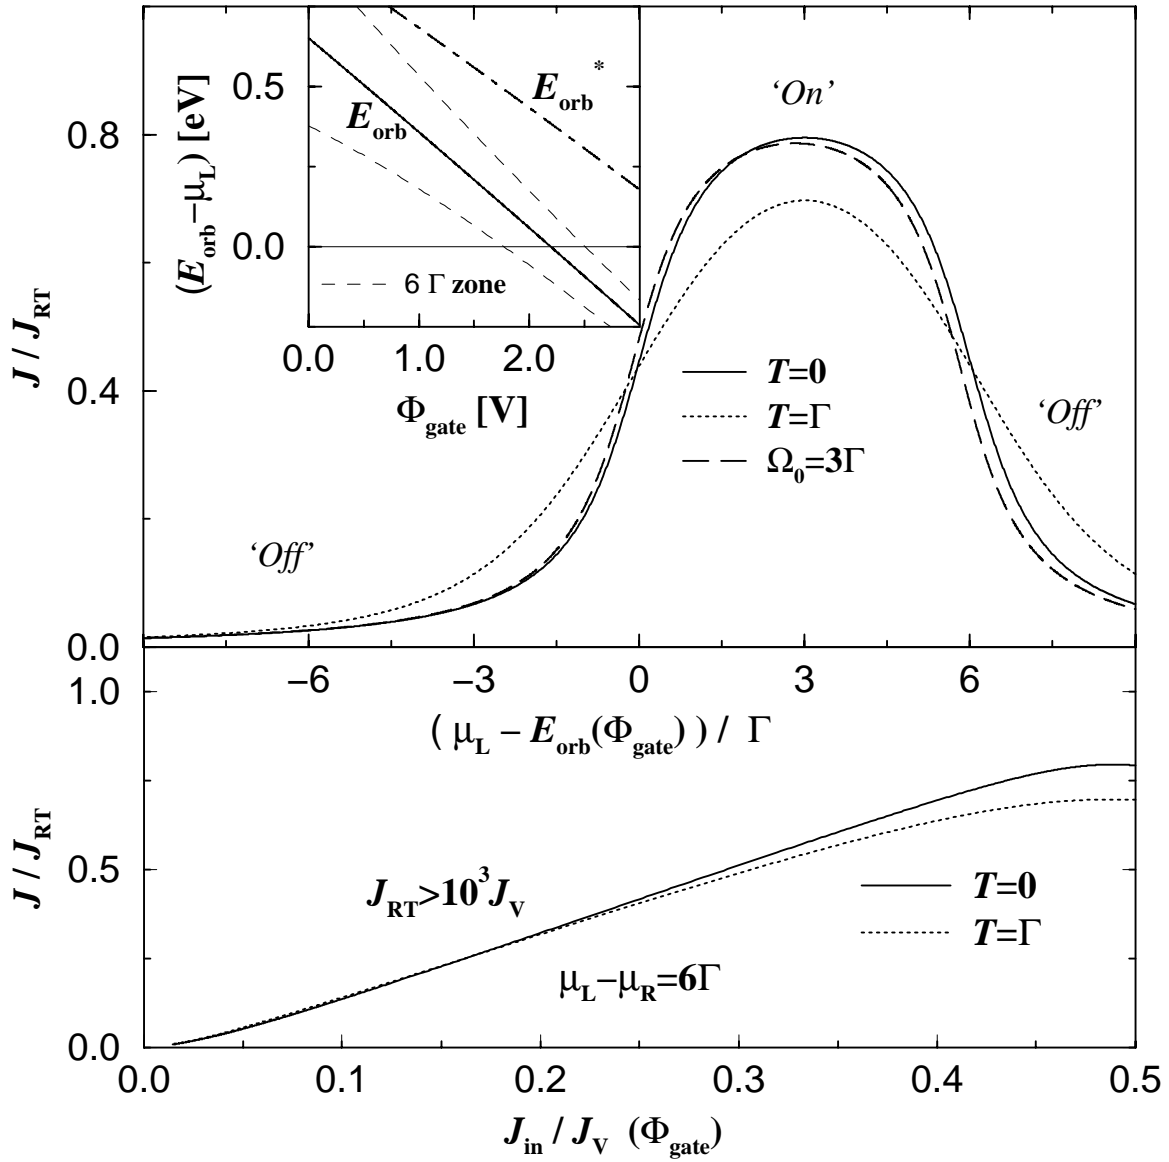 J / J_RT
0.8
0.4
0.0
(E_orb−μ_L) [eV]
0.5
0.0
E_orb
E_orb*
6 Γ zone
0.0 1.0 2.0
Φ_gate [V]
'On'
'Off'
'Off'
T=0
T=Γ
Ω_0=3Γ
−6 −3 0 3 6
( μ_L − E_orb(Φ_gate) ) / Γ
J / J_RT
1.0
0.5
0.0
J_RT>10^3 J_V
μ_L−μ_R=6Γ
T=0
T=Γ
0.0 0.1 0.2 0.3 0.4 0.5
J_in / J_V (Φ_gate)